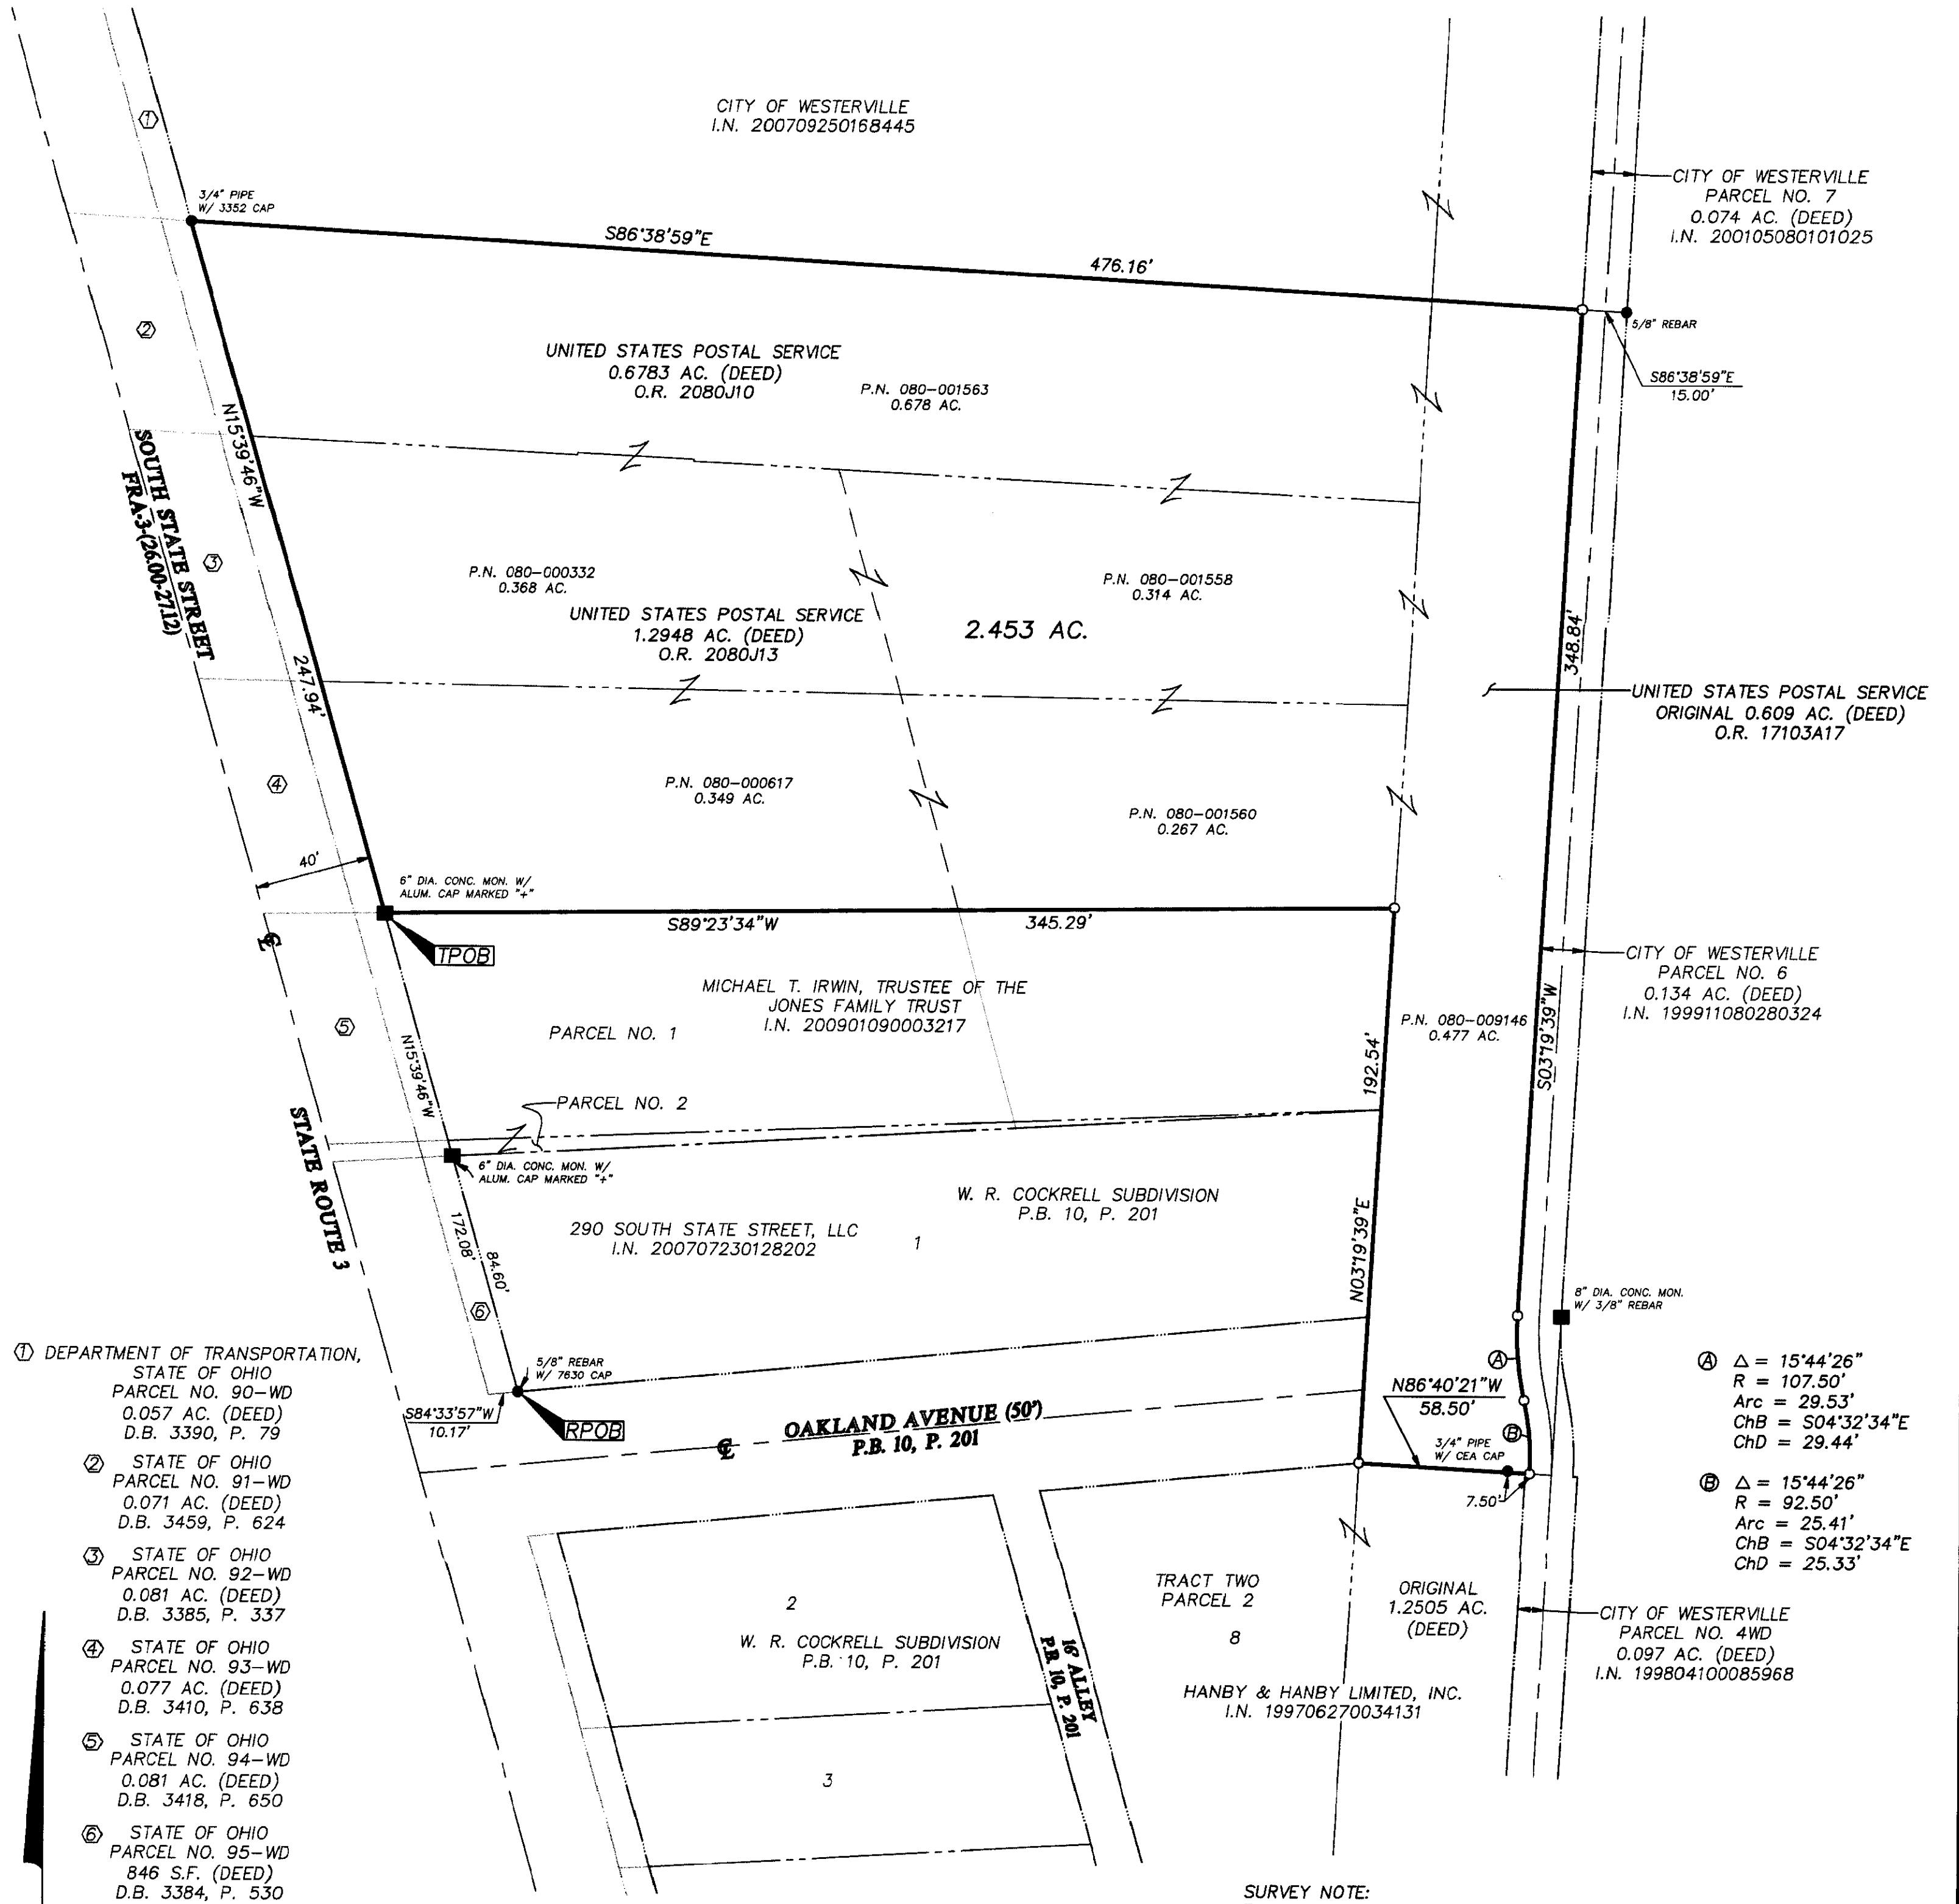 CITY OF WESTERVILLE
I.N. 200709250168445
①
3/4" PIPE
W/ 3352 CAP
CITY OF WESTERVILLE
PARCEL NO. 7
0.074 AC. (DEED)
I.N. 200105080101025
S86°38'59"E
476.16'
5/8" REBAR
S86°38'59"E
15.00'
②
UNITED STATES POSTAL SERVICE
0.6783 AC. (DEED)
O.R. 2080J10
P.N. 080-001563
0.678 AC.
N15°39'46"W
247.94'
SOUTH STATE STREET
FRA-3-(26.00-27.12)
③
P.N. 080-000332
0.368 AC.
P.N. 080-001558
0.314 AC.
UNITED STATES POSTAL SERVICE
1.2948 AC. (DEED)
O.R. 2080J13
2.453 AC.
348.84'
UNITED STATES POSTAL SERVICE
ORIGINAL 0.609 AC. (DEED)
O.R. 17103A17
④
P.N. 080-000617
0.349 AC.
P.N. 080-001560
0.267 AC.
40'
6" DIA. CONC. MON. W/
ALUM. CAP MARKED "+"
S89°23'34"W
345.29'
TPOB
℄
MICHAEL T. IRWIN, TRUSTEE OF THE
JONES FAMILY TRUST
I.N. 200901090003217
PARCEL NO. 1
⑤
N15°39'46"W
CITY OF WESTERVILLE
PARCEL NO. 6
0.134 AC. (DEED)
I.N. 199911080280324
P.N. 080-009146
0.477 AC.
S03°19'39"W
192.54'
N03°19'39"E
PARCEL NO. 2
STATE ROUTE 3
6" DIA. CONC. MON. W/
ALUM. CAP MARKED "+"
W. R. COCKRELL SUBDIVISION
P.B. 10, P. 201
290 SOUTH STATE STREET, LLC
I.N. 200707230128202
1
172.08'
84.60'
⑥
8" DIA. CONC. MON.
W/ 3/8" REBAR
5/8" REBAR
W/ 7630 CAP
S84°33'57"W
10.17'
RPOB
OAKLAND AVENUE (50')
P.B. 10, P. 201
℄
N86°40'21"W
58.50'
3/4" PIPE
W/ CEA CAP
7.50'
Ⓐ
Ⓑ
Ⓐ Δ = 15°44'26"
R = 107.50'
Arc = 29.53'
ChB = S04°32'34"E
ChD = 29.44'
Ⓑ Δ = 15°44'26"
R = 92.50'
Arc = 25.41'
ChB = S04°32'34"E
ChD = 25.33'
① DEPARTMENT OF TRANSPORTATION,
STATE OF OHIO
PARCEL NO. 90-WD
0.057 AC. (DEED)
D.B. 3390, P. 79
② STATE OF OHIO
PARCEL NO. 91-WD
0.071 AC. (DEED)
D.B. 3459, P. 624
③ STATE OF OHIO
PARCEL NO. 92-WD
0.081 AC. (DEED)
D.B. 3385, P. 337
④ STATE OF OHIO
PARCEL NO. 93-WD
0.077 AC. (DEED)
D.B. 3410, P. 638
⑤ STATE OF OHIO
PARCEL NO. 94-WD
0.081 AC. (DEED)
D.B. 3418, P. 650
⑥ STATE OF OHIO
PARCEL NO. 95-WD
846 S.F. (DEED)
D.B. 3384, P. 530
2
W. R. COCKRELL SUBDIVISION
P.B. 10, P. 201
3
16' ALLEY
P.B. 10, P. 201
TRACT TWO
PARCEL 2
8
ORIGINAL
1.2505 AC.
(DEED)
HANBY & HANBY LIMITED, INC.
I.N. 199706270034131
CITY OF WESTERVILLE
PARCEL NO. 4WD
0.097 AC. (DEED)
I.N. 199804100085968
SURVEY NOTE: